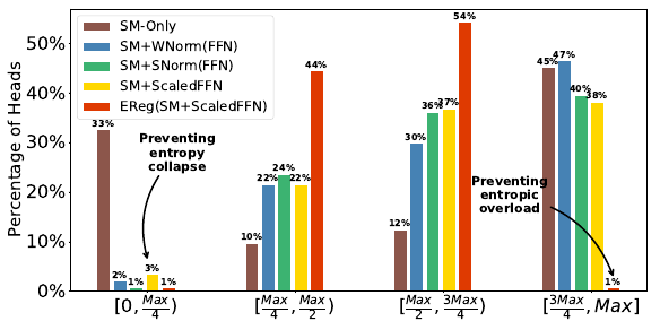 SM-Only
SM+WNorm(FFN)
SM+SNorm(FFN)
SM+ScaledFFN
EReg(SM+ScaledFFN)
Percentage of Heads
50%
40%
30%
20%
10%
0%
33%
2%
1%
3%
1%
10%
22%
24%
22%
44%
12%
30%
36%
37%
54%
45%
47%
40%
38%
1%
Preventing
entropy
collapse
Preventing
entropic
overload
[0, Max/4)
[Max/4, Max/2)
[Max/2, 3Max/4)
[3Max/4, Max]